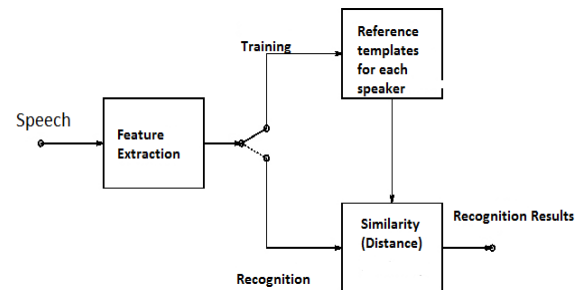 Training
Reference
templates
for each
speaker
Speech
Feature
Extraction
Similarity
(Distance)
Recognition Results
Recognition